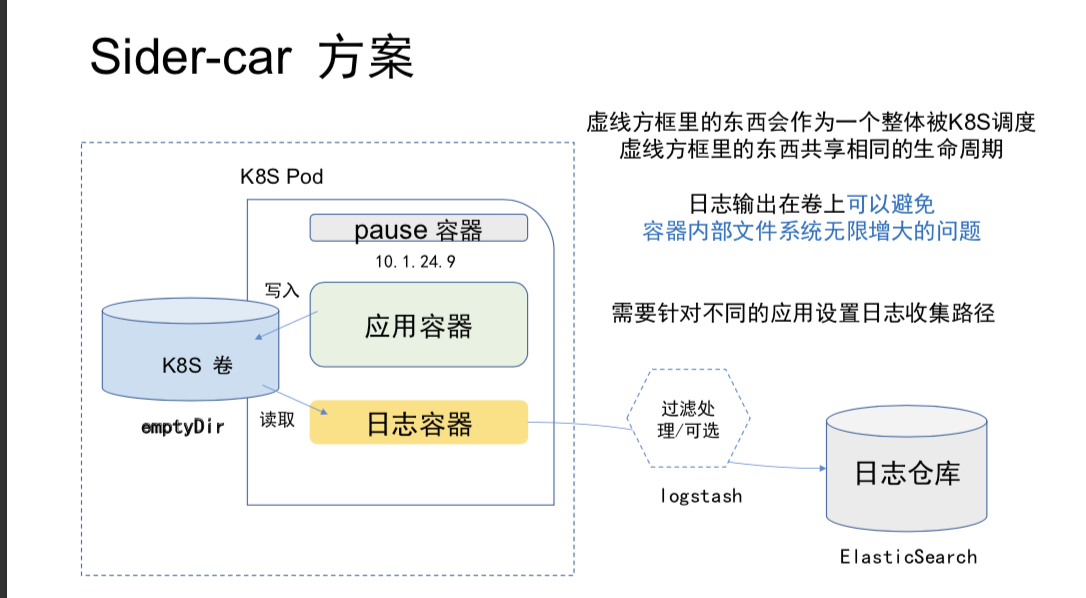 Sider-car 方案
虚线方框里的东西会作为一个整体被K8S调度
虚线方框里的东西共享相同的生命周期
日志输出在卷上可以避免
容器内部文件系统无限增大的问题
需要针对不同的应用设置日志收集路径
K8S Pod
pause 容器
10.1.24.9
写入
应用容器
K8S 卷
emptyDir
读取
日志容器
过滤处
理/可选
logstash
日志仓库
ElasticSearch